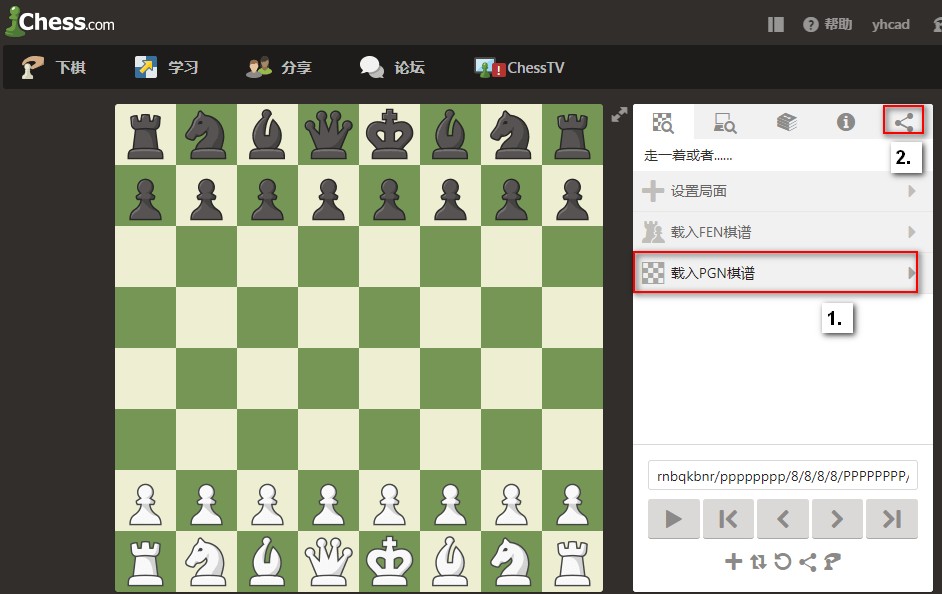 Chess.com
帮助
yhcad
下棋
学习
分享
论坛
ChessTV
走一着或者......
2.
设置局面
载入FEN棋谱
载入PGN棋谱
1.
rnbqkbnr/pppppppp/8/8/8/8/PPPPPPPP/